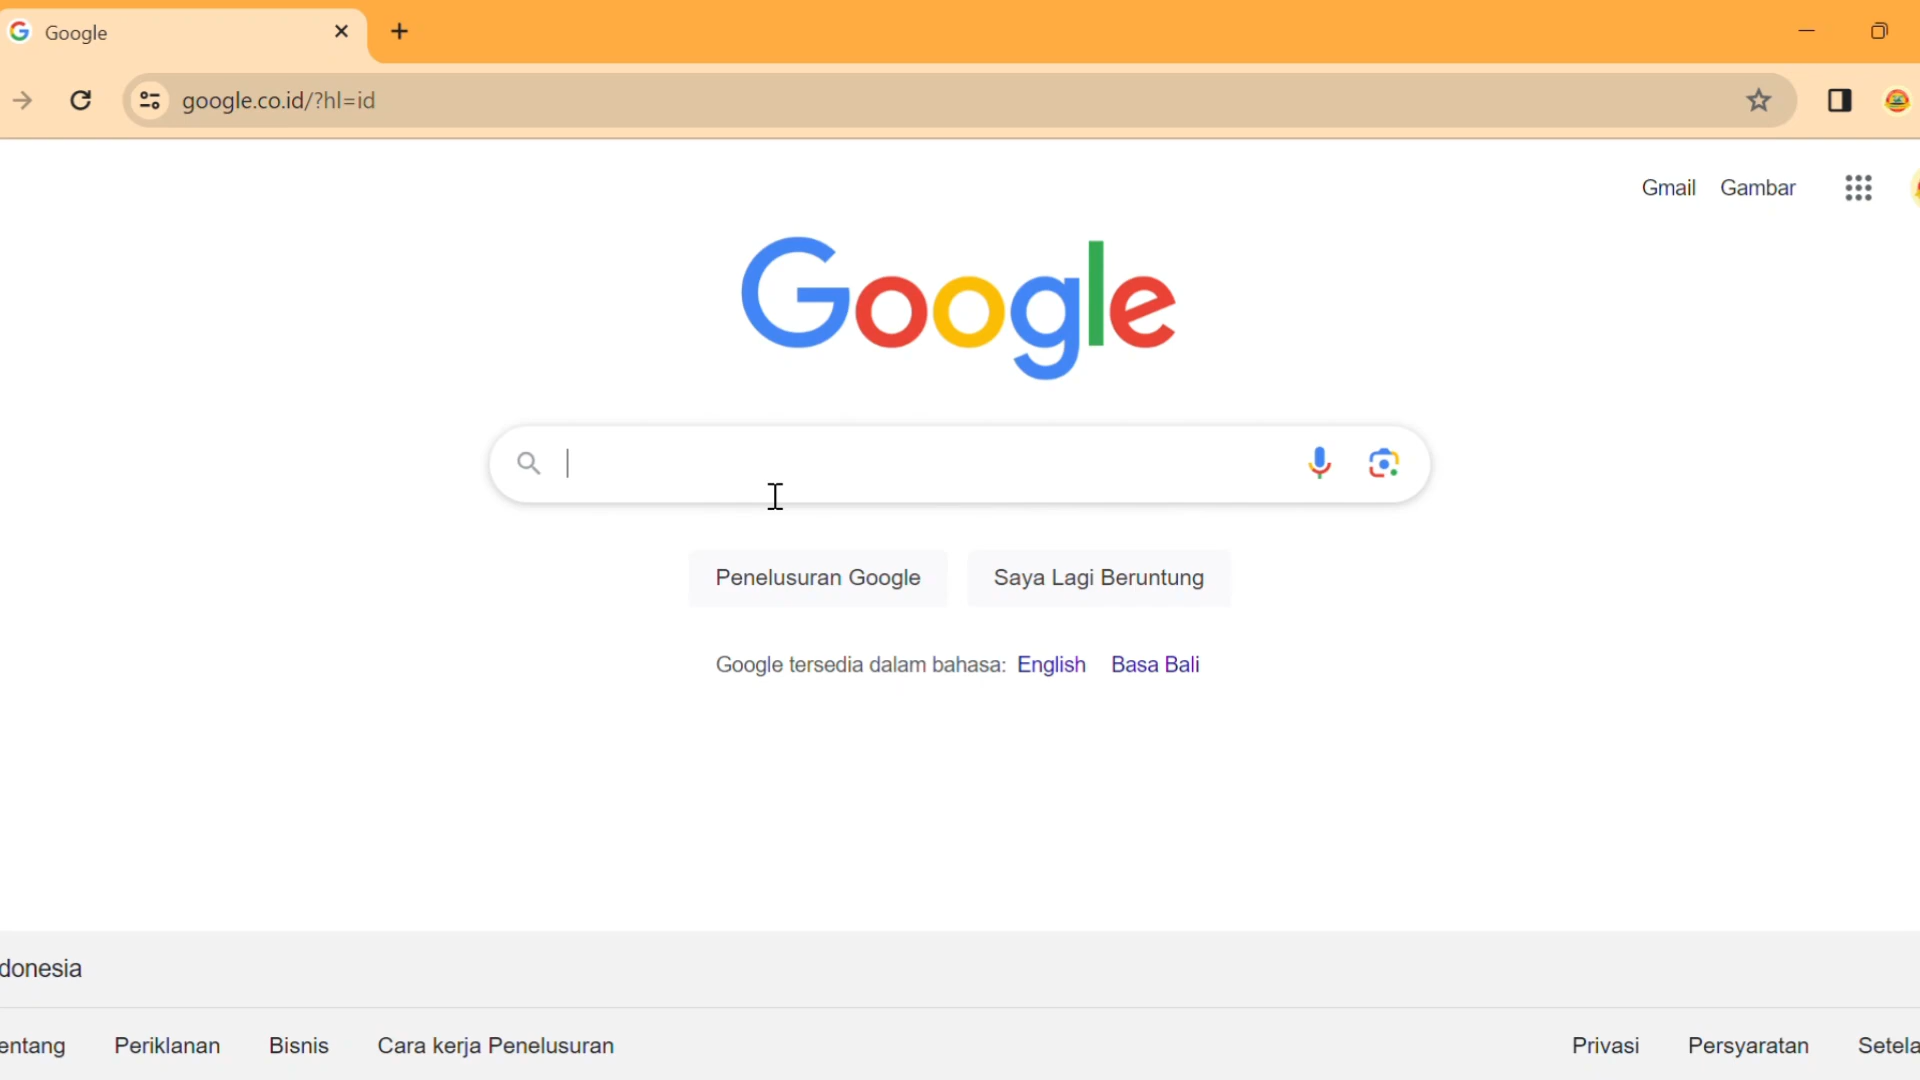 Google
google.co.id/?hl=id
Gmail Gambar
Google
Penelusuran Google Saya Lagi Beruntung
Google tersedia dalam bahasa: English Basa Bali
donesia
entang Periklanan Bisnis Cara kerja Penelusuran Privasi Persyaratan Setela